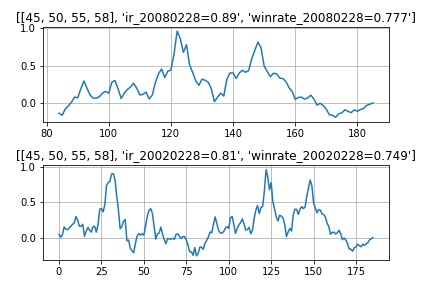 [[45, 50, 55, 58], 'ir_20080228=0.89', 'winrate_20080228=0.777']
1.0
0.5
0.0
80 100 120 140 160 180
[[45, 50, 55, 58], 'ir_20020228=0.81', 'winrate_20020228=0.749']
1.0
0.5
0.0
0 25 50 75 100 125 150 175